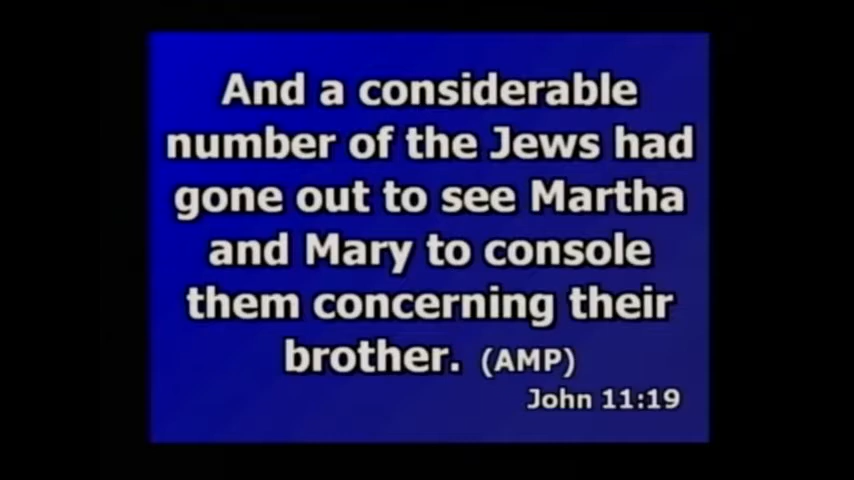 And a considerable
number of the Jews had
gone out to see Martha
and Mary to console
them concerning their
brother. (AMP)
John 11:19